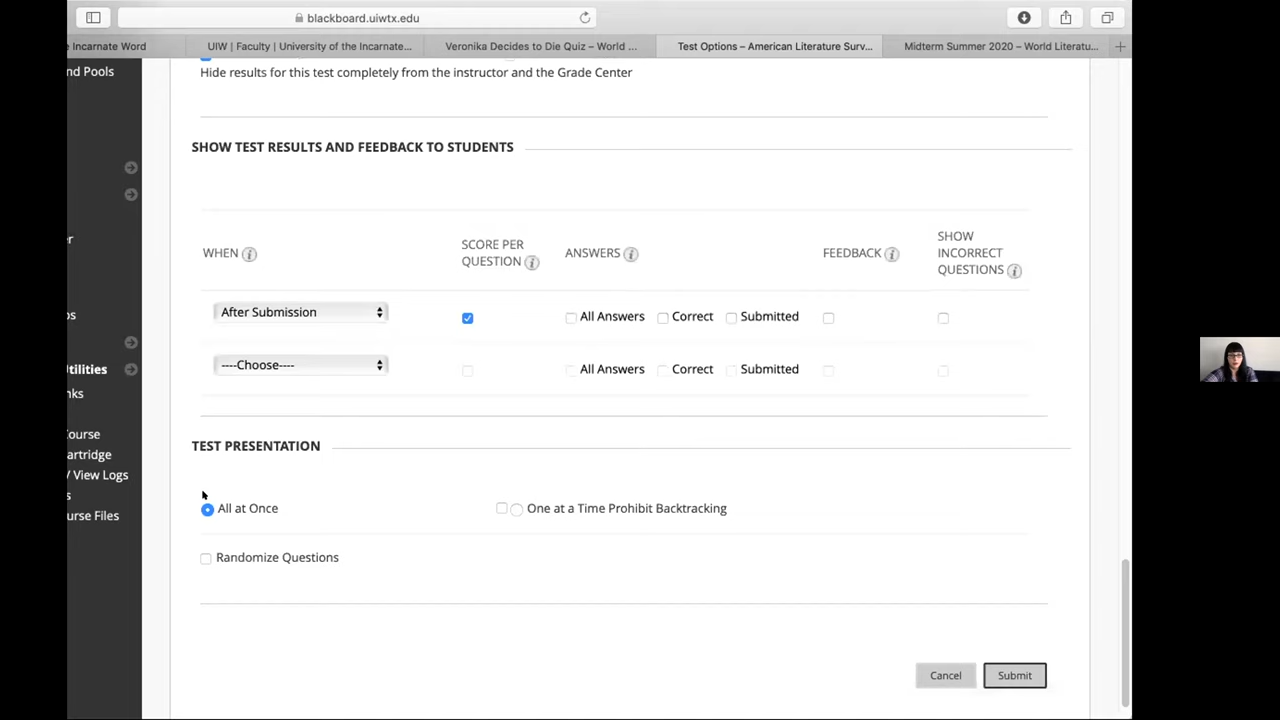 blackboard.uiwtx.edu
e Incarnate Word
UIW | Faculty | University of the Incarnate...
Veronika Decides to Die Quiz – World ...
Test Options – American Literature Surv...
Midterm Summer 2020 – World Literatu...
nd Pools
Hide results for this test completely from the instructor and the Grade Center
SHOW TEST RESULTS AND FEEDBACK TO STUDENTS
er
WHEN
SCORE PER
QUESTION
ANSWERS
FEEDBACK
SHOW
INCORRECT
QUESTIONS
os
After Submission
All Answers
Correct
Submitted
Utilities
----Choose----
All Answers
Correct
Submitted
nks
ourse
TEST PRESENTATION
artridge
/ View Logs
s
urse Files
All at Once
One at a Time Prohibit Backtracking
Randomize Questions
Cancel
Submit